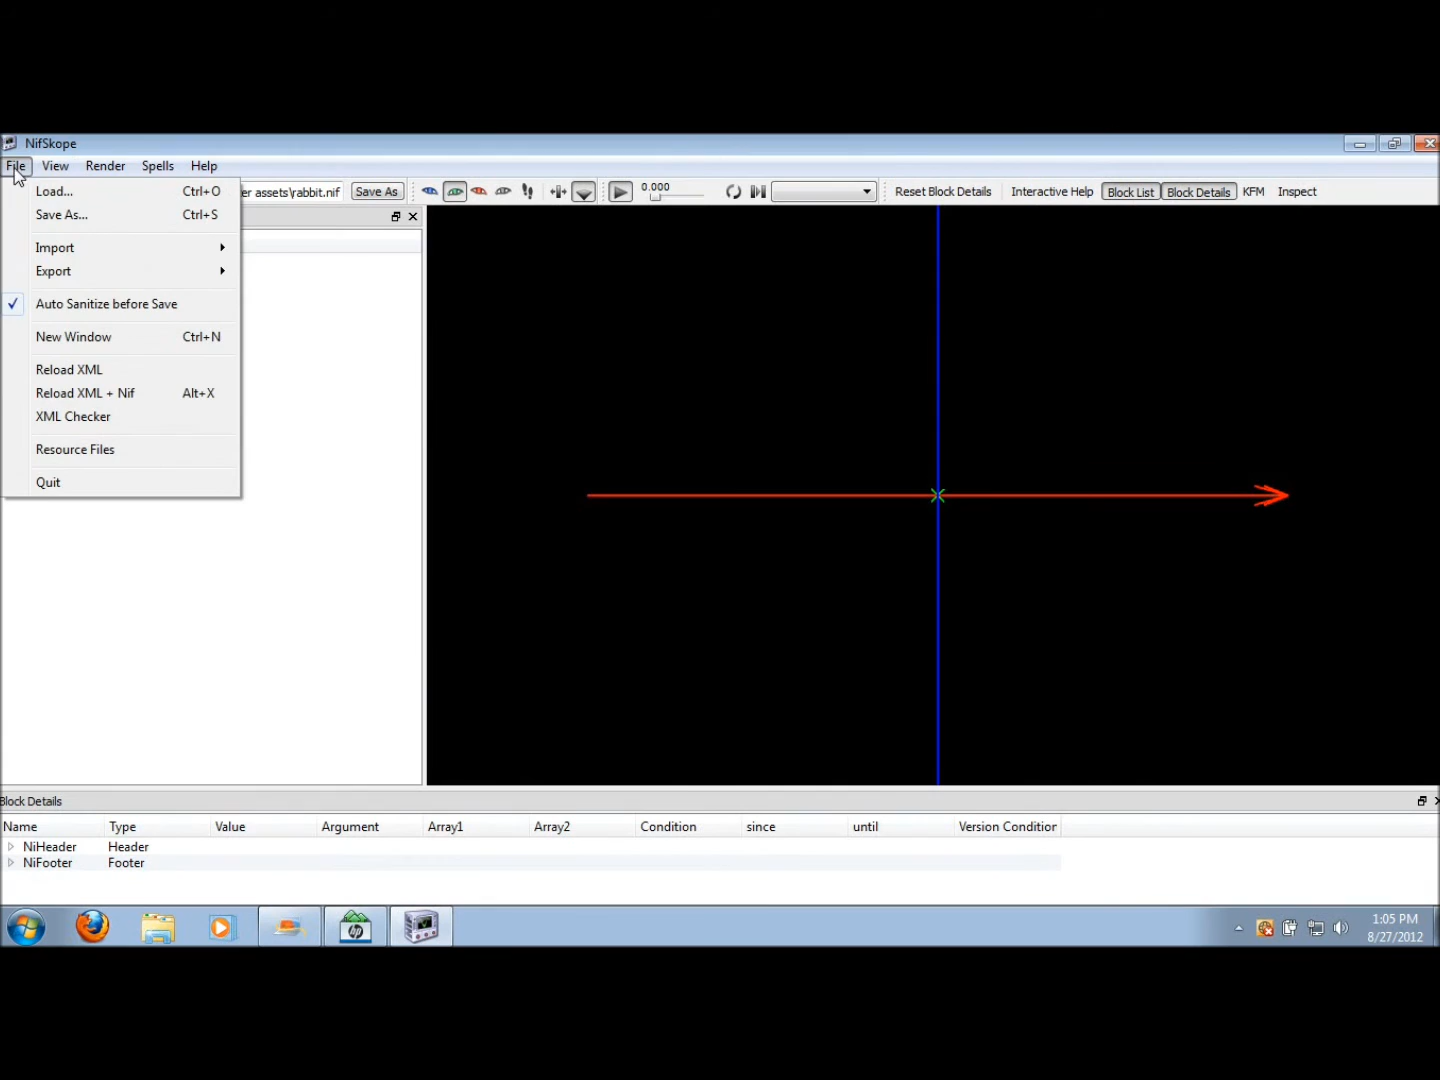 NifSkope
File View Render Spells Help
er assets\rabbit.nif Save As 0.000 Reset Block Details Interactive Help Block List Block Details KFM Inspect
Load... Ctrl+O
Save As... Ctrl+S
Import
Export
Auto Sanitize before Save
New Window Ctrl+N
Reload XML
Reload XML + Nif Alt+X
XML Checker
Resource Files
Quit
Block Details
Name Type Value Argument Array1 Array2 Condition since until Version Condition
NiHeader Header
NiFooter Footer
hp
1:05 PM
8/27/2012